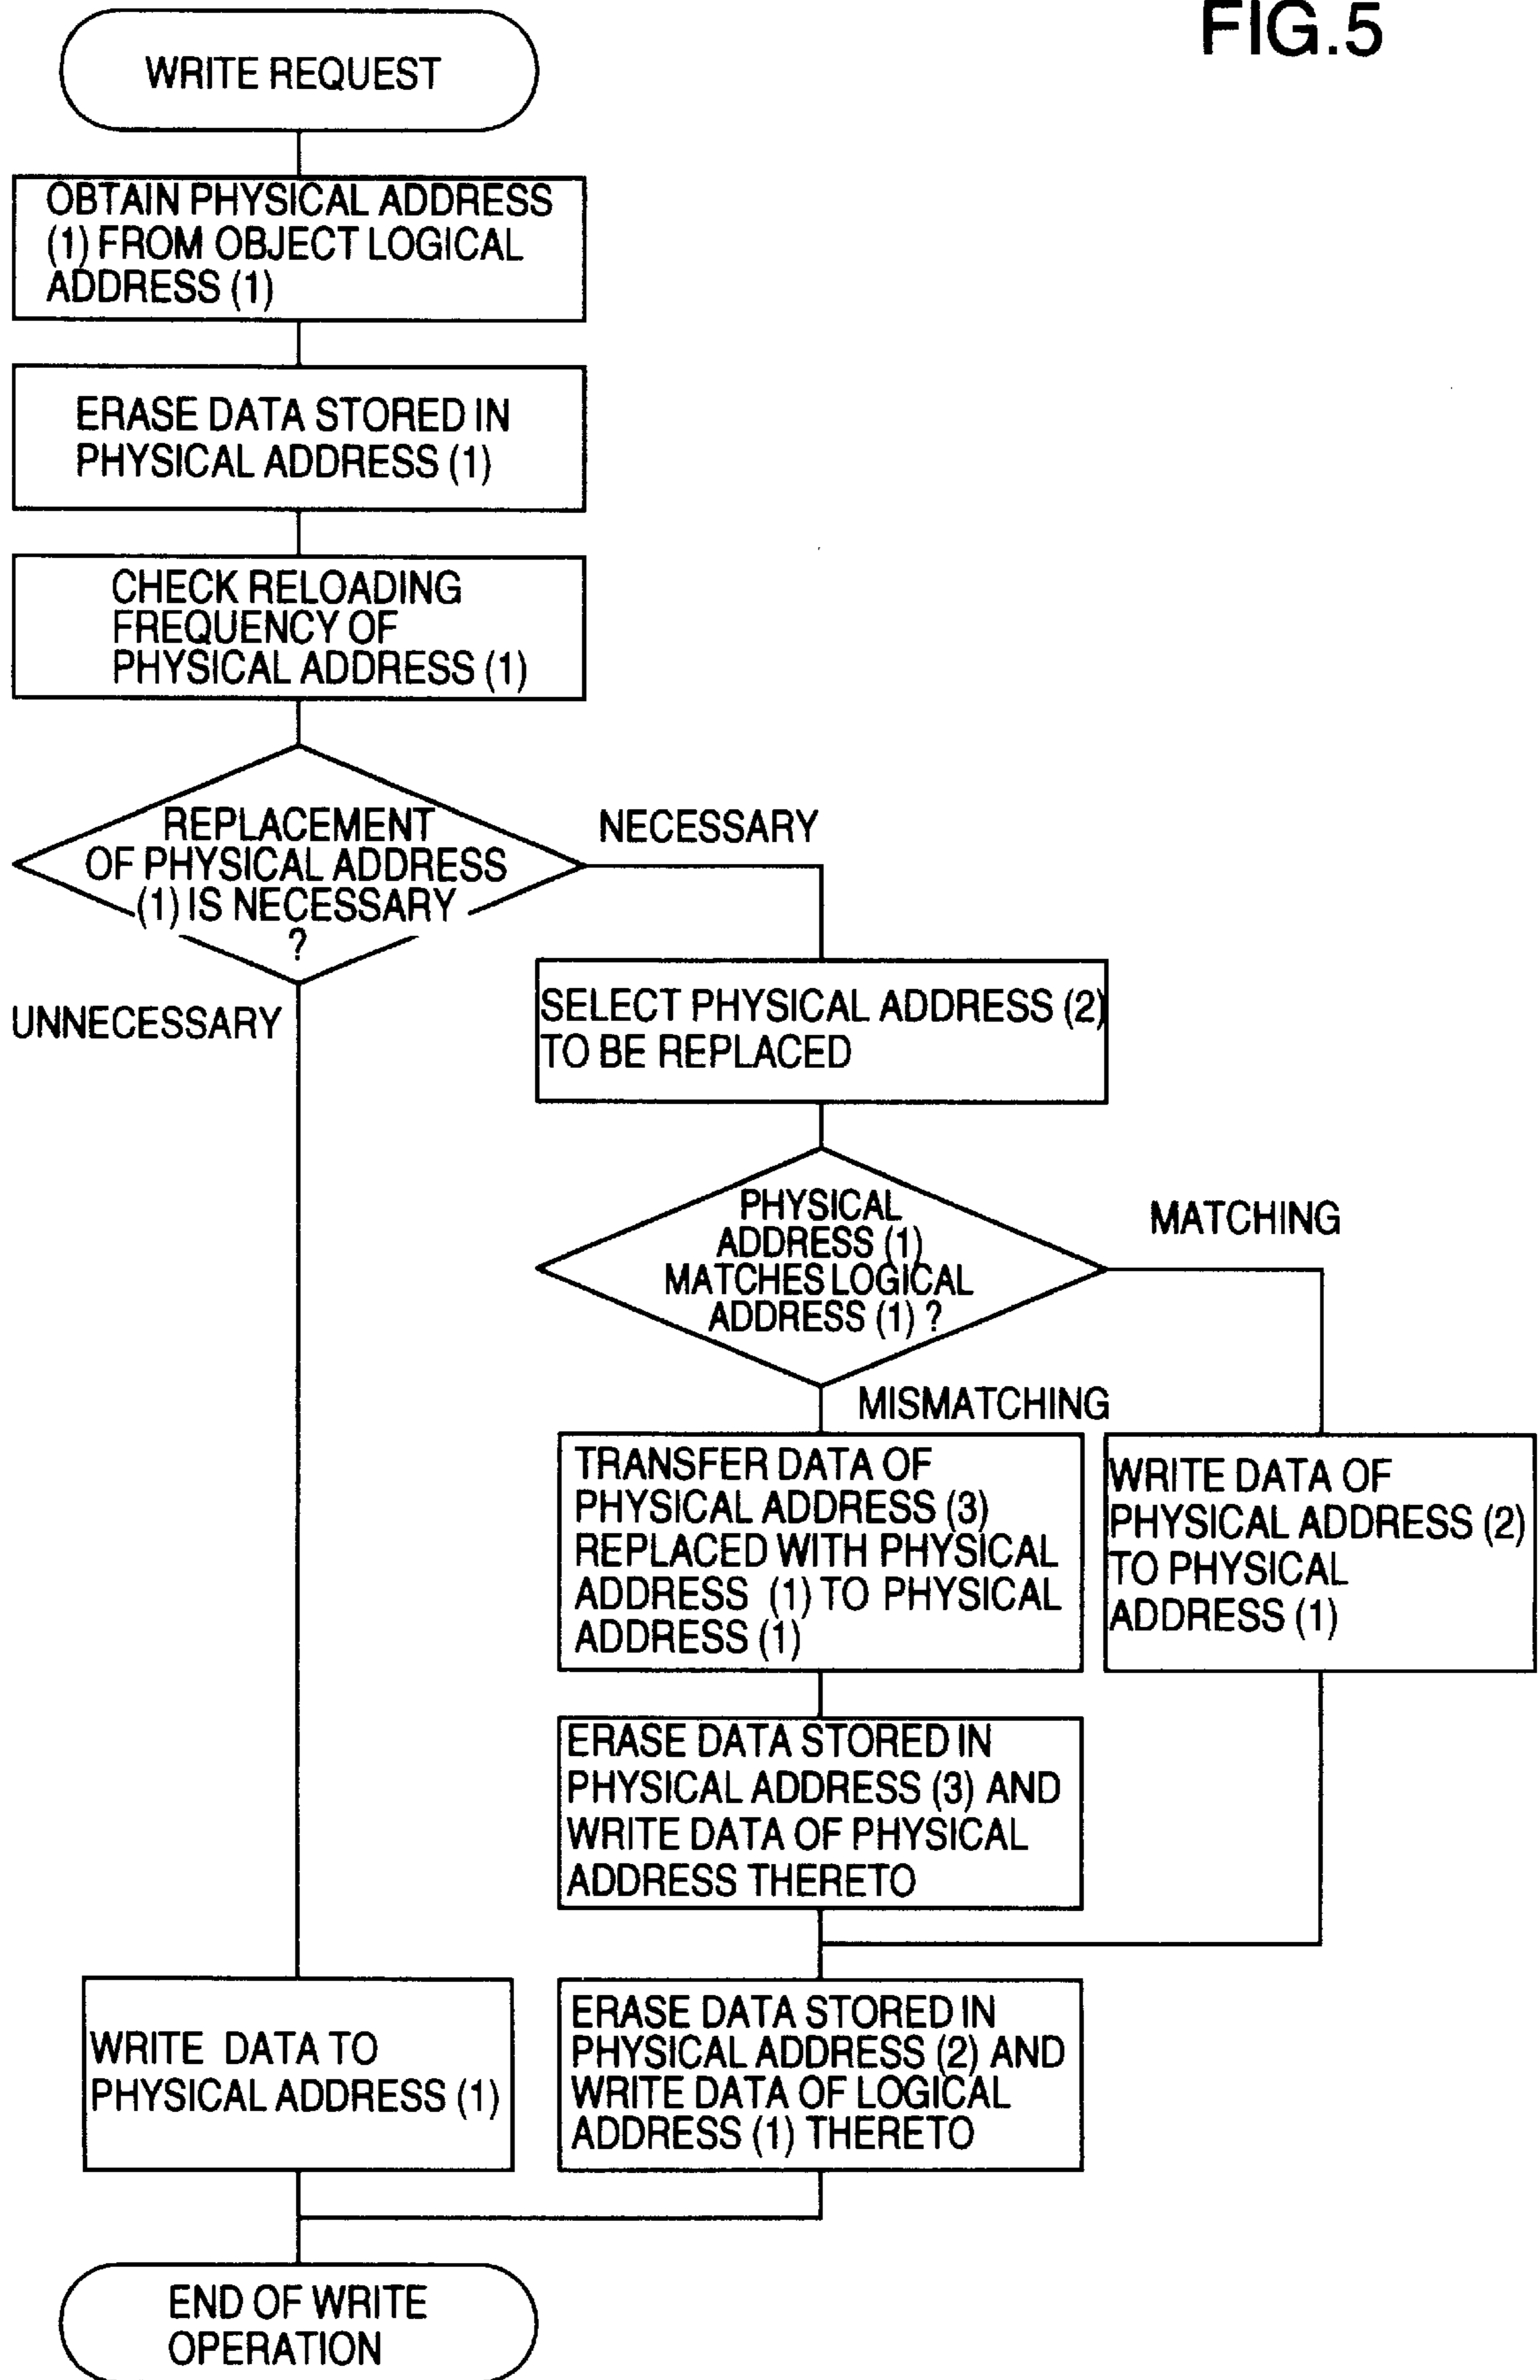 FIG.5
WRITE REQUEST
OBTAIN PHYSICAL ADDRESS
(1) FROM OBJECT LOGICAL
ADDRESS (1)
ERASE DATA STORED IN
PHYSICAL ADDRESS (1)
CHECK RELOADING
FREQUENCY OF
PHYSICAL ADDRESS (1)
REPLACEMENT
OF PHYSICAL ADDRESS
(1) IS NECESSARY
?
NECESSARY
UNNECESSARY
SELECT PHYSICAL ADDRESS (2)
TO BE REPLACED
PHYSICAL
ADDRESS (1)
MATCHES LOGICAL
ADDRESS (1) ?
MATCHING
MISMATCHING
TRANSFER DATA OF
PHYSICAL ADDRESS (3)
REPLACED WITH PHYSICAL
ADDRESS (1) TO PHYSICAL
ADDRESS (1)
WRITE DATA OF
PHYSICAL ADDRESS (2)
TO PHYSICAL
ADDRESS (1)
ERASE DATA STORED IN
PHYSICAL ADDRESS (3) AND
WRITE DATA OF PHYSICAL
ADDRESS THERETO
WRITE DATA TO
PHYSICAL ADDRESS (1)
ERASE DATA STORED IN
PHYSICAL ADDRESS (2) AND
WRITE DATA OF LOGICAL
ADDRESS (1) THERETO
END OF WRITE
OPERATION